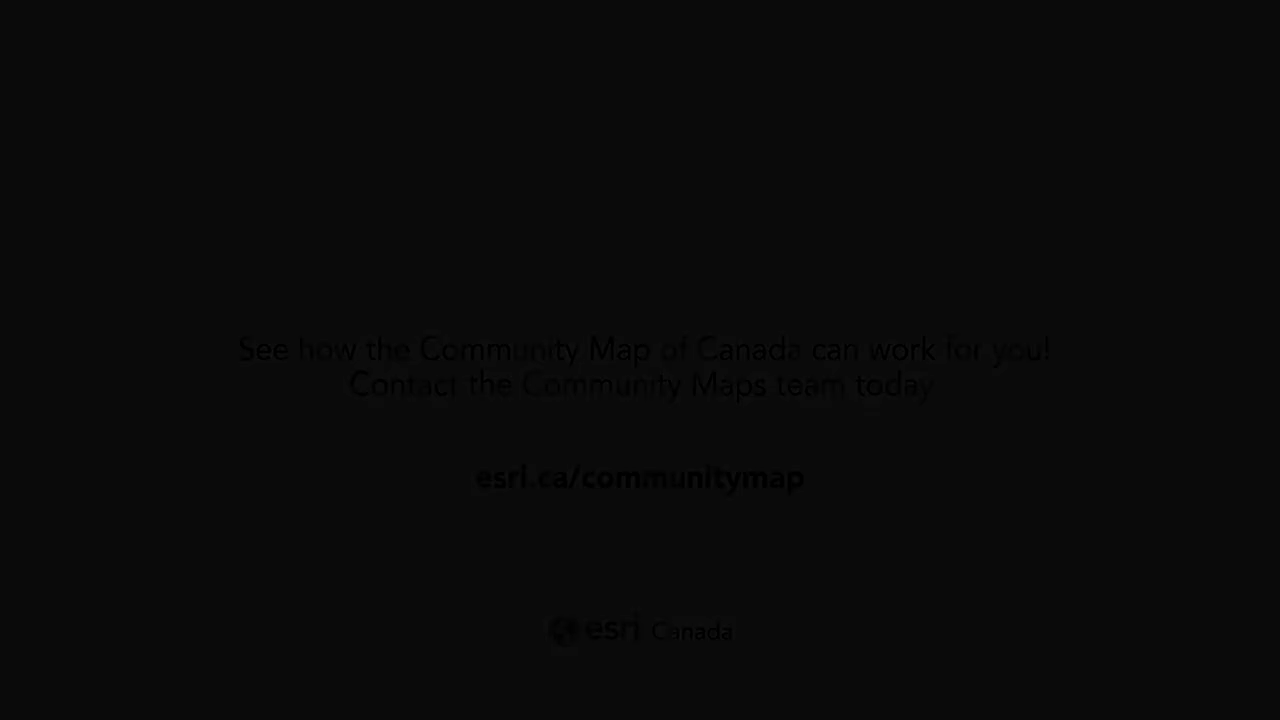 See how the Community Map of Canada can work for you!
Contact the Community Maps team today
esri.ca/communitymap
esri Canada